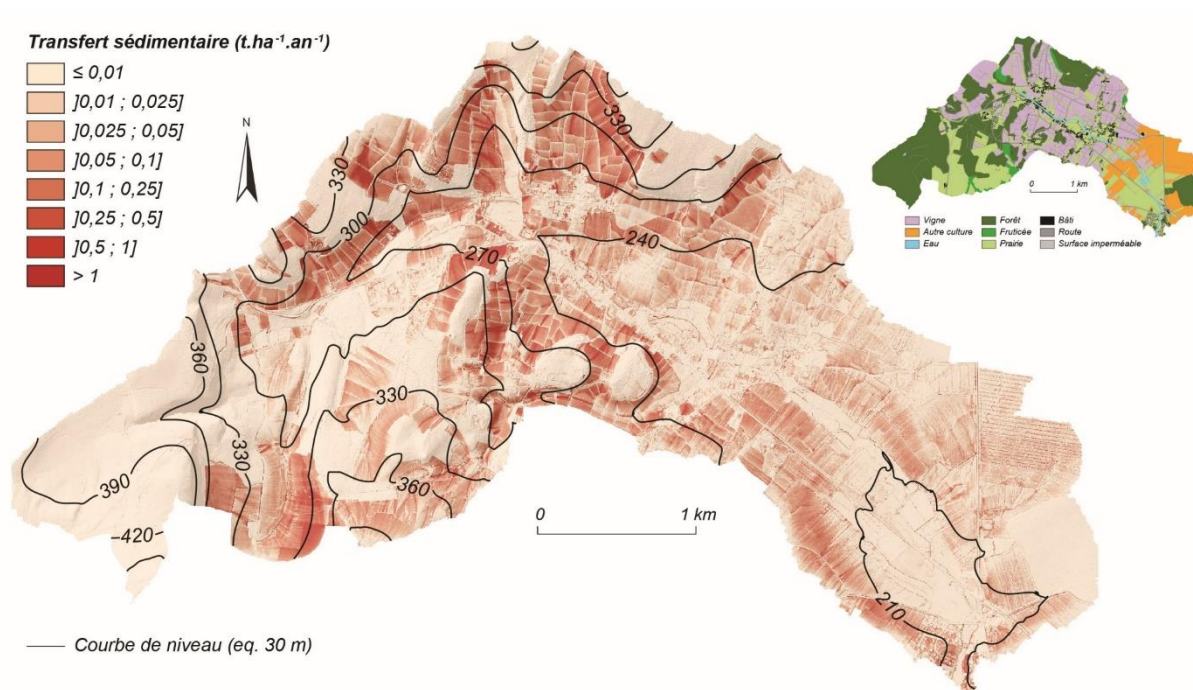 Transfert sédimentaire (t.ha⁻¹.an⁻¹)
≤ 0,01
]0,01 ; 0,025]
]0,025 ; 0,05]
]0,05 ; 0,1]
]0,1 ; 0,25]
]0,25 ; 0,5]
]0,5 ; 1]
> 1
N
330
330
300
270
240
360
330
330
390
360
420
210
0 1 km
Courbe de niveau (eq. 30 m)
0 1 km
Vigne Forêt Bâti
Autre culture Fruticée Route
Eau Prairie Surface imperméable